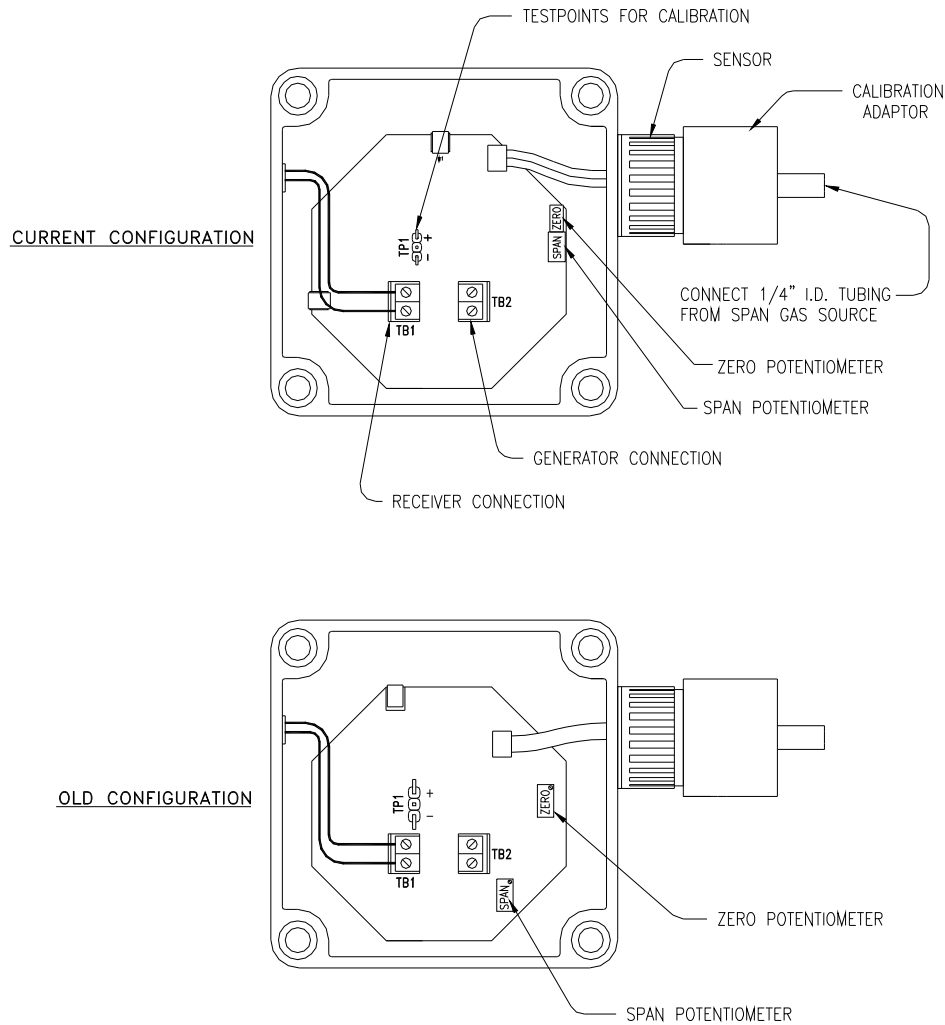 TESTPOINTS FOR CALIBRATION
SENSOR
CALIBRATION
ADAPTOR
CURRENT CONFIGURATION
TP1
+
-
ZERO
SPAN
TB1
TB2
CONNECT 1/4" I.D. TUBING
FROM SPAN GAS SOURCE
ZERO POTENTIOMETER
SPAN POTENTIOMETER
GENERATOR CONNECTION
RECEIVER CONNECTION
OLD CONFIGURATION
TP1
+
-
ZERO
TB1
TB2
SPAN
ZERO POTENTIOMETER
SPAN POTENTIOMETER